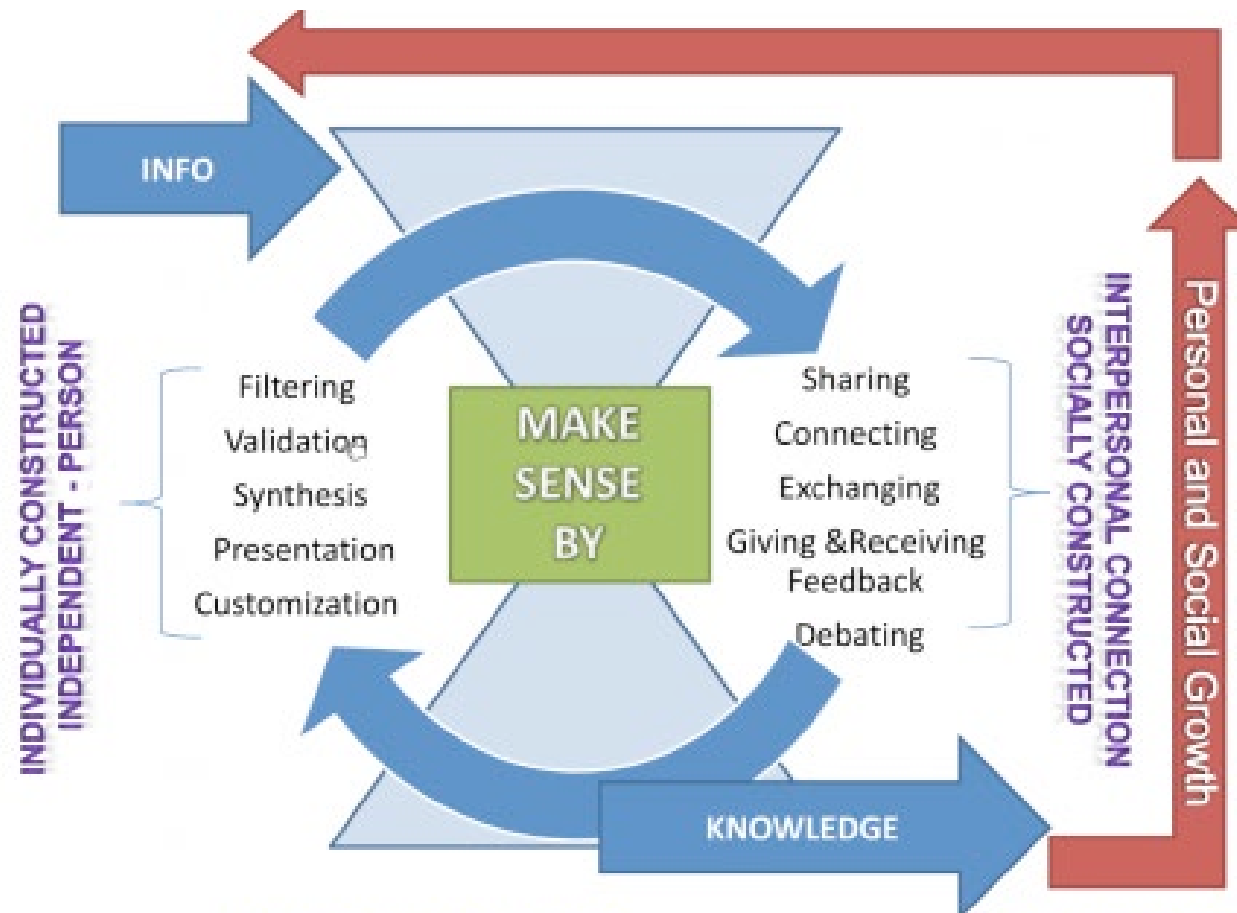 INFO
INDIVIDUALLY CONSTRUCTED
INDEPENDENT - PERSON
Filtering
Validation
Synthesis
Presentation
Customization
MAKE
SENSE
BY
Sharing
Connecting
Exchanging
Giving &Receiving
Feedback
Debating
INTERPERSONAL CONNECTION
SOCIALLY CONSTRUCTED
Personal and Social Growth
KNOWLEDGE